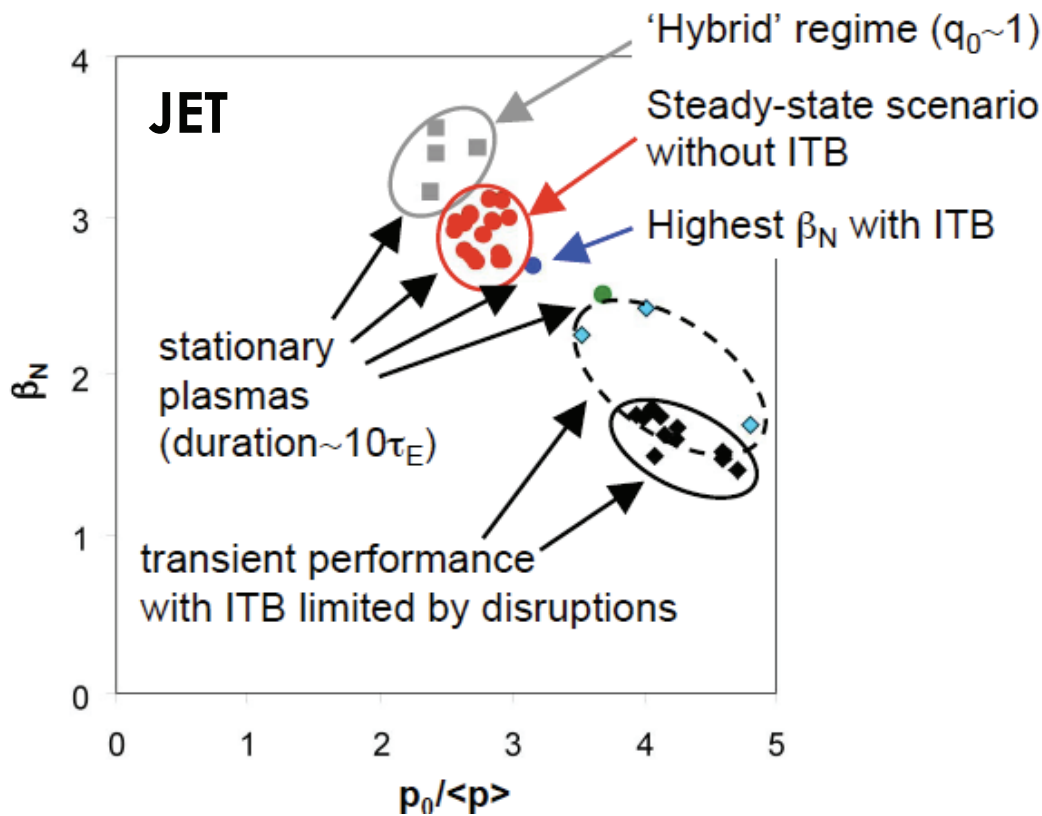 'Hybrid' regime (q₀~1)
JET
Steady-state scenario
without ITB
Highest βN with ITB
stationary
plasmas
(duration~10τE)
transient performance
with ITB limited by disruptions
βN
4
3
2
1
0
0 1 2 3 4 5
p₀/<p>